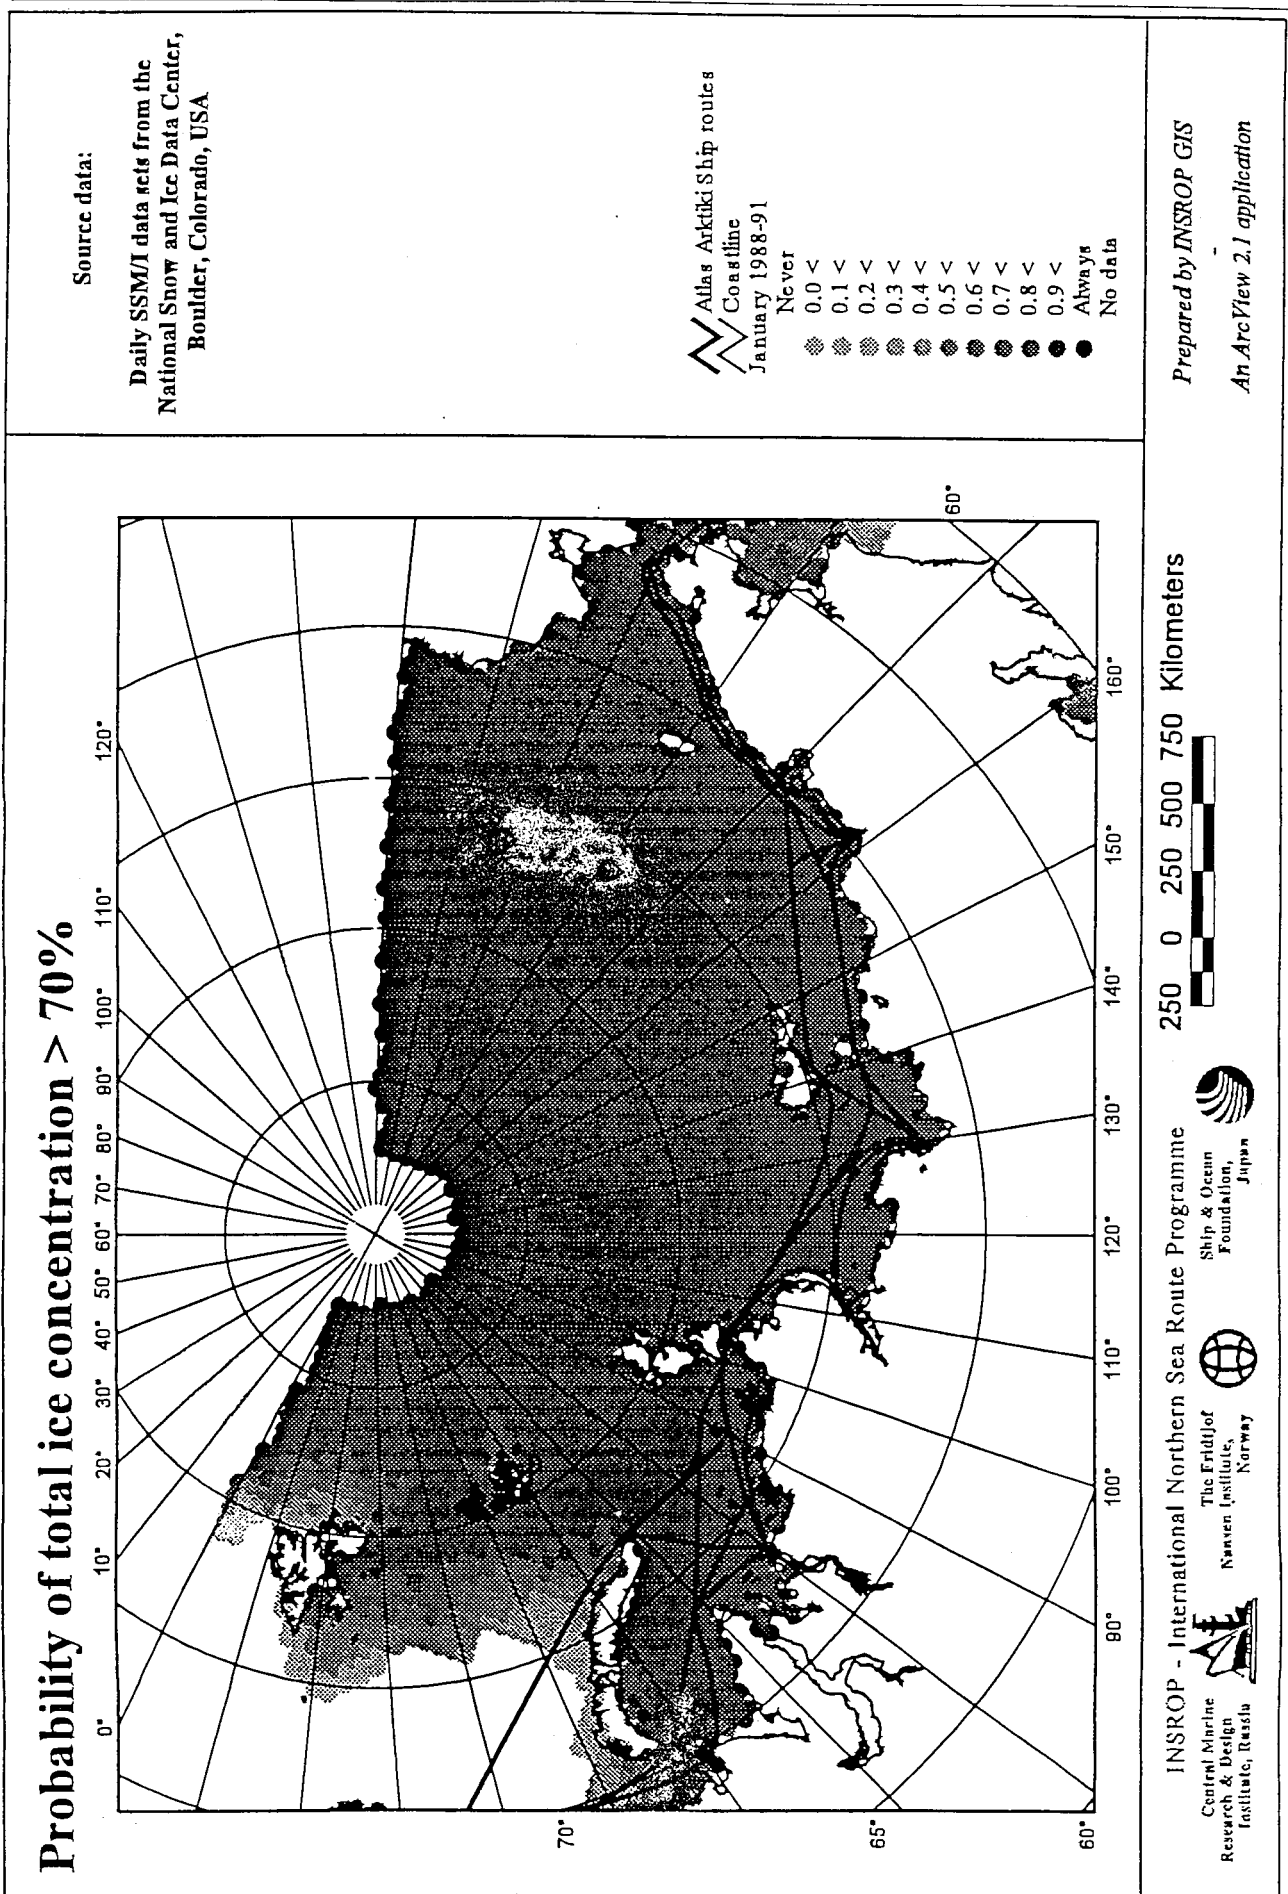 Probability of total ice concentration > 70%
Source data:
Daily SSM/I data sets from the
National Snow and Ice Data Center,
Boulder, Colorado, USA
0°
10°
20°
30°
40°
50°
60°
70°
80°
90°
100°
110°
120°
70°
65°
60°
90°
100°
110°
120°
130°
140°
150°
160°
60°
Atlas Arktiki Ship routes
Coastline
January 1988-91
Never
0.0 <
0.1 <
0.2 <
0.3 <
0.4 <
0.5 <
0.6 <
0.7 <
0.8 <
0.9 <
Always
No data
250 0 250 500 750 Kilometers
INSROP - International Northern Sea Route Programme
Central Marine
Research & Design
Institute, Russia
The Fridtjof
Nansen Institute,
Norway
Ship & Ocean
Foundation,
Japan
Prepared by INSROP GIS
-
An ArcView 2.1 application